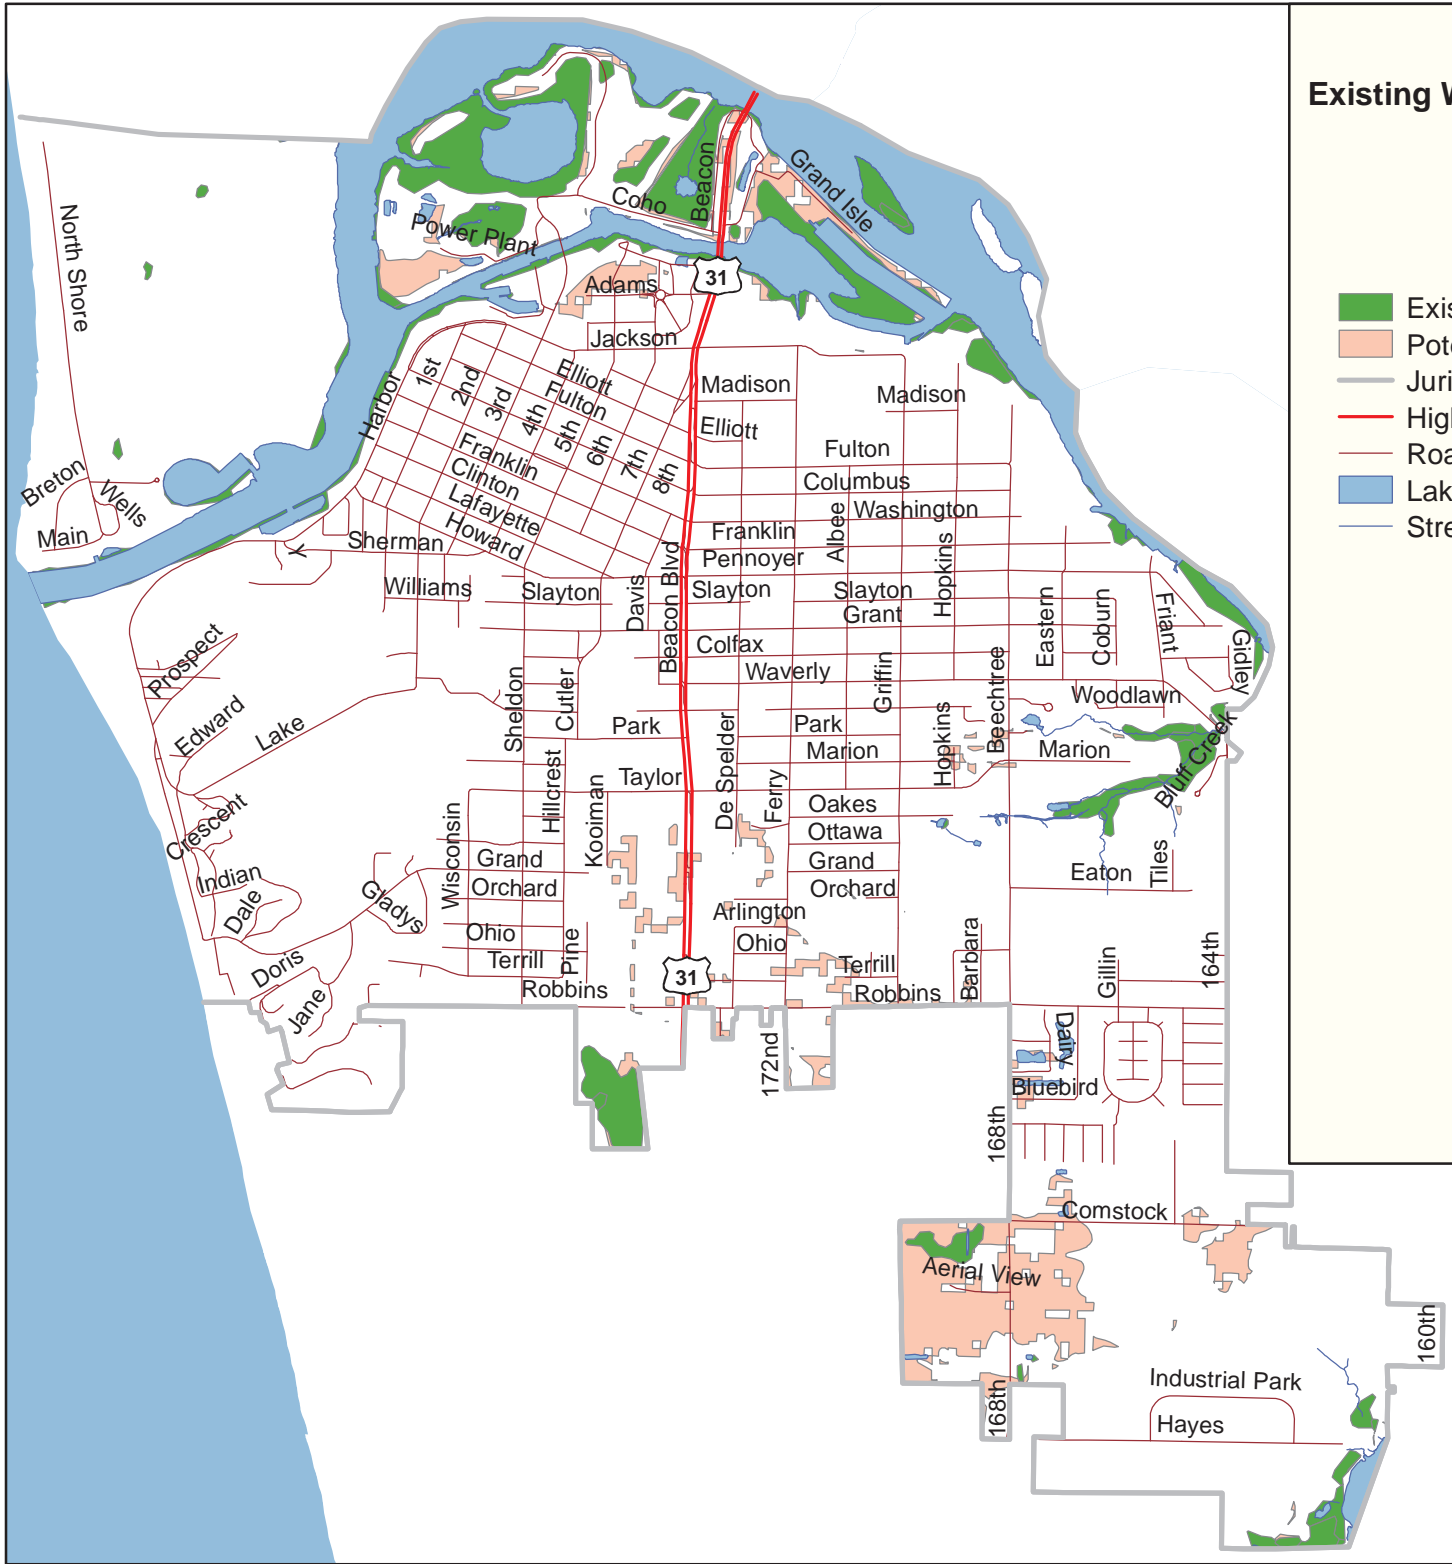 Existing W
Exis
Pote
Juri
High
Roa
Lak
Stre
Grand Isle
Beacon
Coho
Power Plant
North Shore
31
Adams
Jackson
Elliott
Fulton
Harbor
1st
2nd
3rd
4th
5th
6th
7th
8th
Madison
Madison
Elliott
Fulton
Franklin
Clinton
Lafayette
Howard
Columbus
Washington
Albee
Franklin
Pennoyer
Breton
Wells
Main
Y
Sherman
Williams
Slayton
Davis
Beacon Blvd
Slayton
Slayton
Grant
Hopkins
Eastern
Coburn
Friant
Gidley
Colfax
Waverly
Griffin
Beechtree
Woodlawn
Prospect
Edward
Lake
Sheldon
Cutler
Park
De Spelder
Park
Marion
Hopkins
Marion
Bluff Creek
Taylor
Hillcrest
Kooiman
Ferry
Oakes
Ottawa
Grand
Orchard
Crescent
Wisconsin
Grand
Orchard
Eaton
Tiles
Indian
Dale
Gladys
Arlington
Ohio
Ohio
Pine
Terrill
Terrill
Barbara
Gillin
164th
Doris
Jane
Robbins
31
Robbins
172nd
Dairy
Bluebird
168th
Comstock
Aerial View
160th
168th
Industrial Park
Hayes